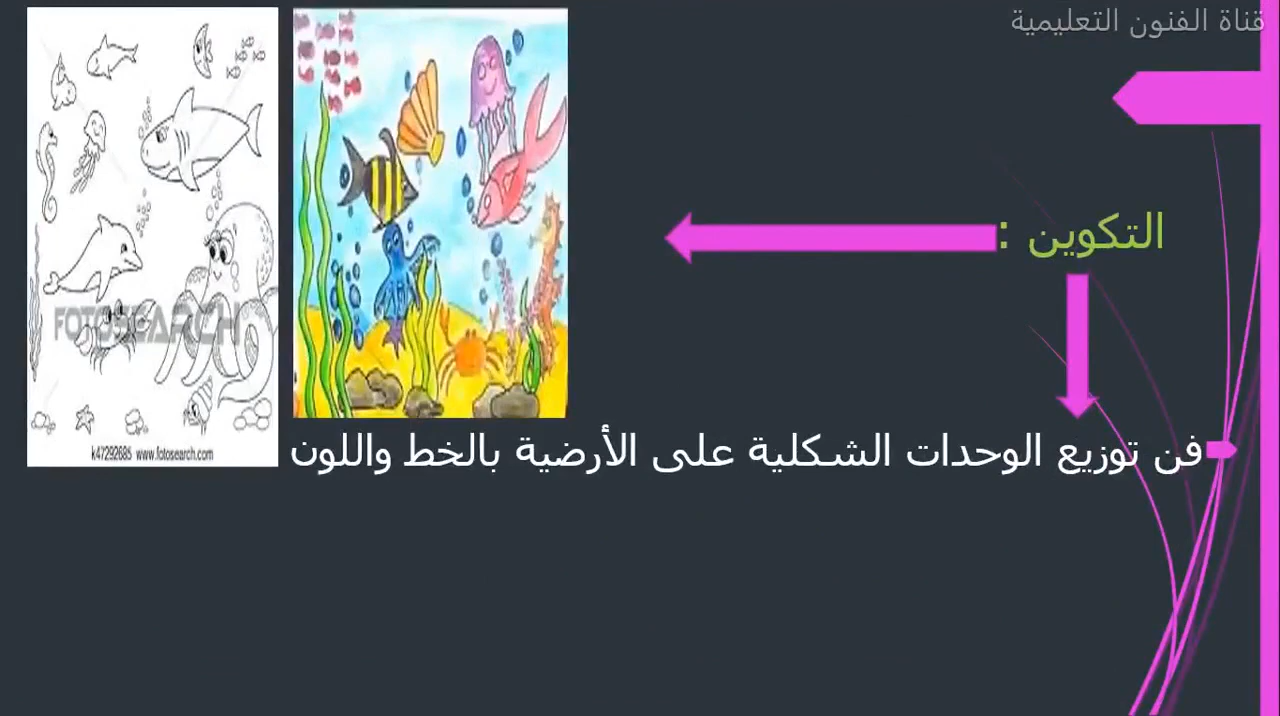 قناة الفنون التعليمية
التكوين :
فن توزيع الوحدات الشكلية على الأرضية بالخط واللون
FOTOSEARCH
k47292685 www.fotosearch.com